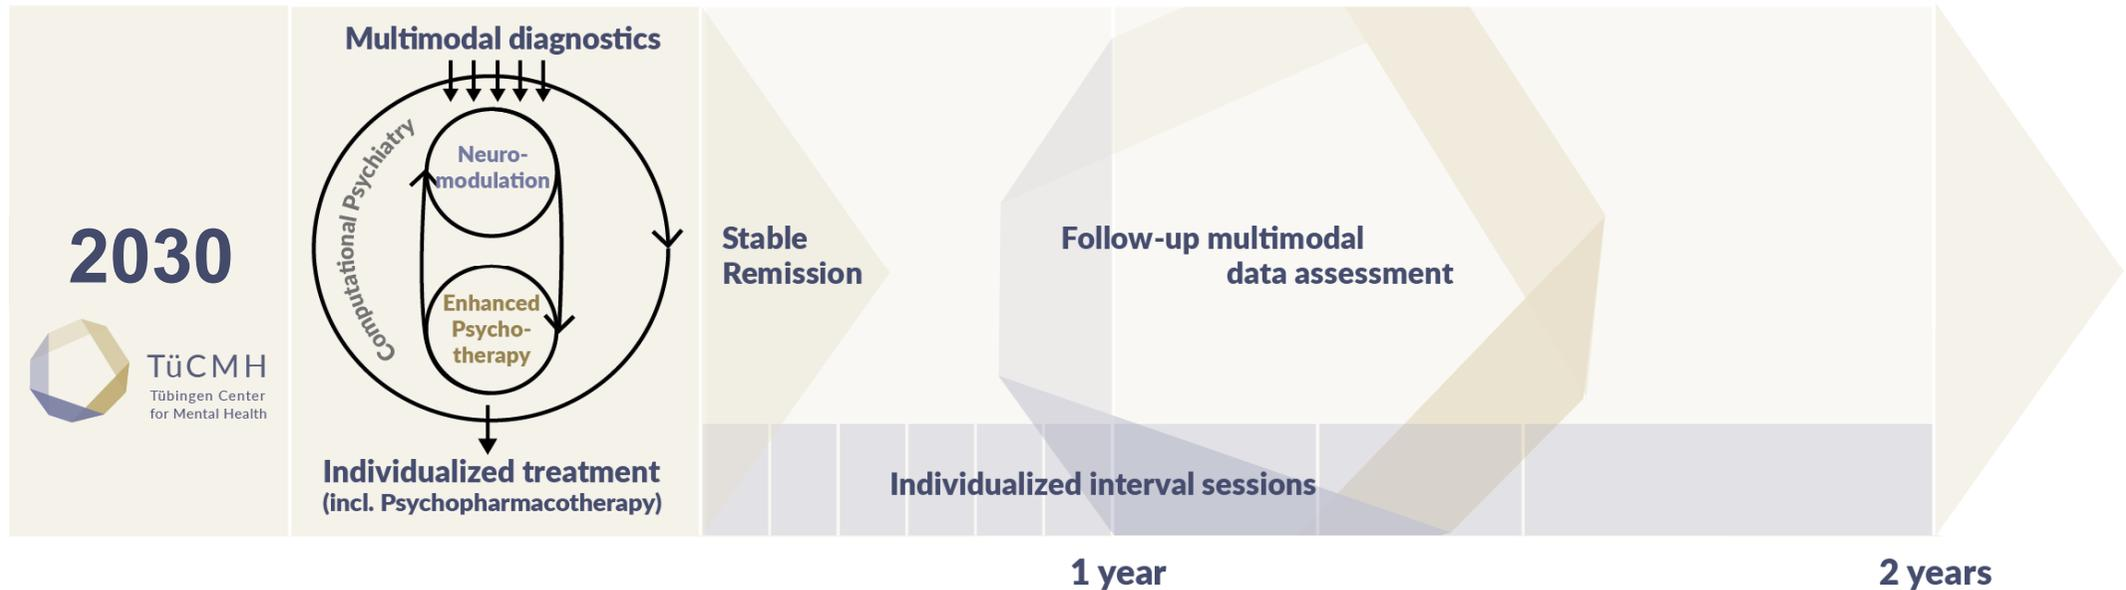 2030
TüCMH
Tübingen Center
for Mental Health
Multimodal diagnostics
Computational Psychiatry
Neuro-
modulation
Enhanced
Psycho-
therapy
Individualized treatment
(incl. Psychopharmacotherapy)
Stable
Remission
Follow-up multimodal
data assessment
Individualized interval sessions
1 year
2 years